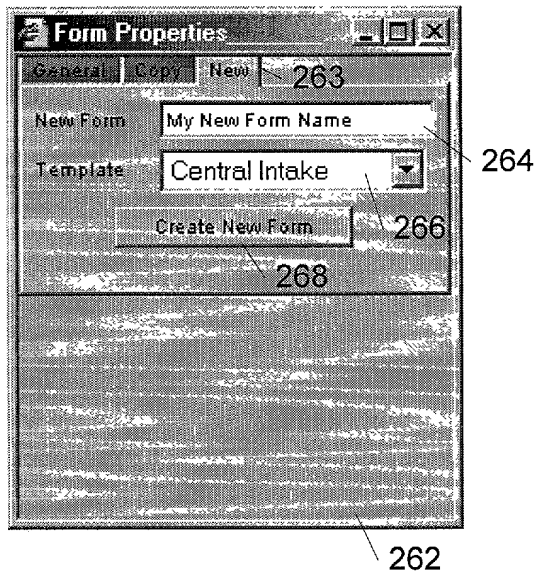 Form Properties
General Copy New 263
New Form My New Form Name 264
Template Central Intake 266
Create New Form
268
262